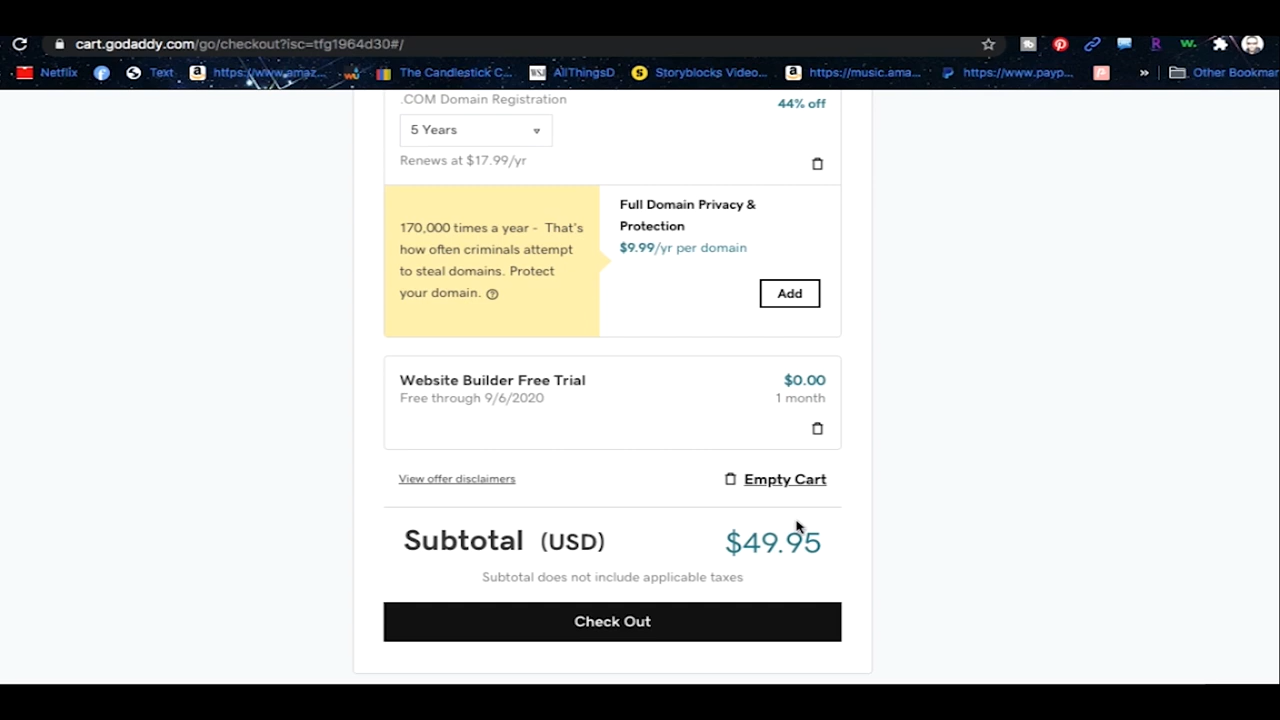 cart.godaddy.com/go/checkout?isc=tfg1964d30#/
Netflix
Text
https://www.amaz...
The Candlestick C...
WSJ
AllThingsD
Storyblocks Video...
https://music.ama...
https://www.payp...
»
Other Bookmar
.COM Domain Registration
44% off
5 Years
Renews at $17.99/yr
170,000 times a year - That's
how often criminals attempt
to steal domains. Protect
your domain.
Full Domain Privacy &
Protection
$9.99/yr per domain
Add
Website Builder Free Trial
$0.00
Free through 9/6/2020
1 month
View offer disclaimers
Empty Cart
Subtotal (USD)
$49.95
Subtotal does not include applicable taxes
Check Out